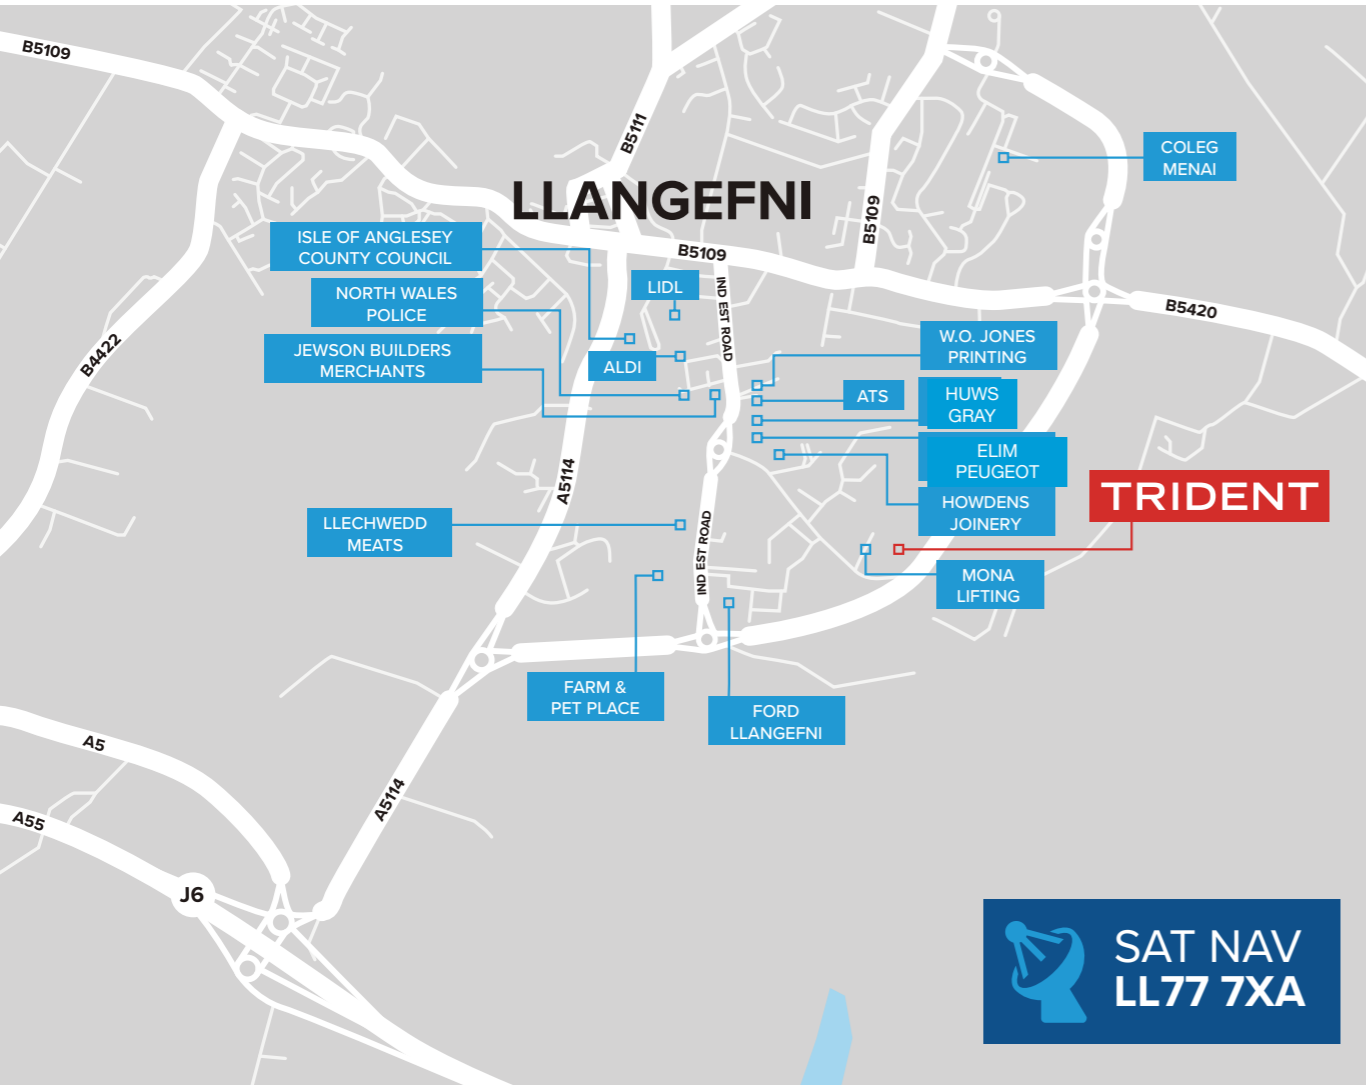 B5109
B5111
COLEG
MENAI
LLANGEFNI
B5109
ISLE OF ANGLESEY
COUNTY COUNCIL
B5109
LIDL
NORTH WALES
POLICE
IND EST ROAD
B5420
JEWSON BUILDERS
MERCHANTS
ALDI
W.O. JONES
PRINTING
B4422
ATS
HUWS
GRAY
ELIM
PEUGEOT
A5114
TRIDENT
HOWDENS
JOINERY
LLECHWEDD
MEATS
IND EST ROAD
MONA
LIFTING
FARM &
PET PLACE
FORD
LLANGEFNI
A5
A5114
A55
J6
SAT NAV
LL77 7XA